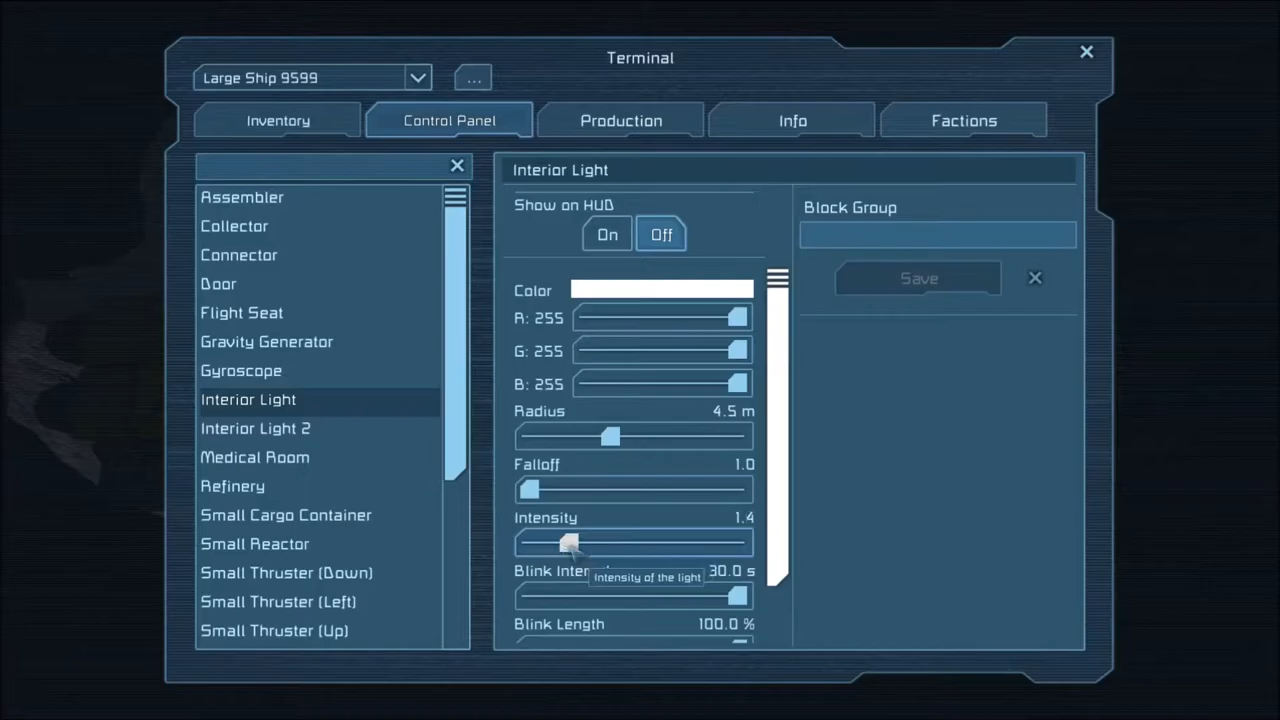 Terminal
Large Ship 9599
...
Inventory
Control Panel
Production
Info
Factions
Assembler
Collector
Connector
Door
Flight Seat
Gravity Generator
Gyroscope
Interior Light
Interior Light 2
Medical Room
Refinery
Small Cargo Container
Small Reactor
Small Thruster (Down)
Small Thruster (Left)
Small Thruster (Up)
Interior Light
Show on HUD
On Off
Color
R: 255
G: 255
B: 255
Radius 4.5 m
Falloff 1.0
Intensity 1.4
Blink 30.0 s
Intensity of the light
Blink Length 100.0 %
Block Group
Save